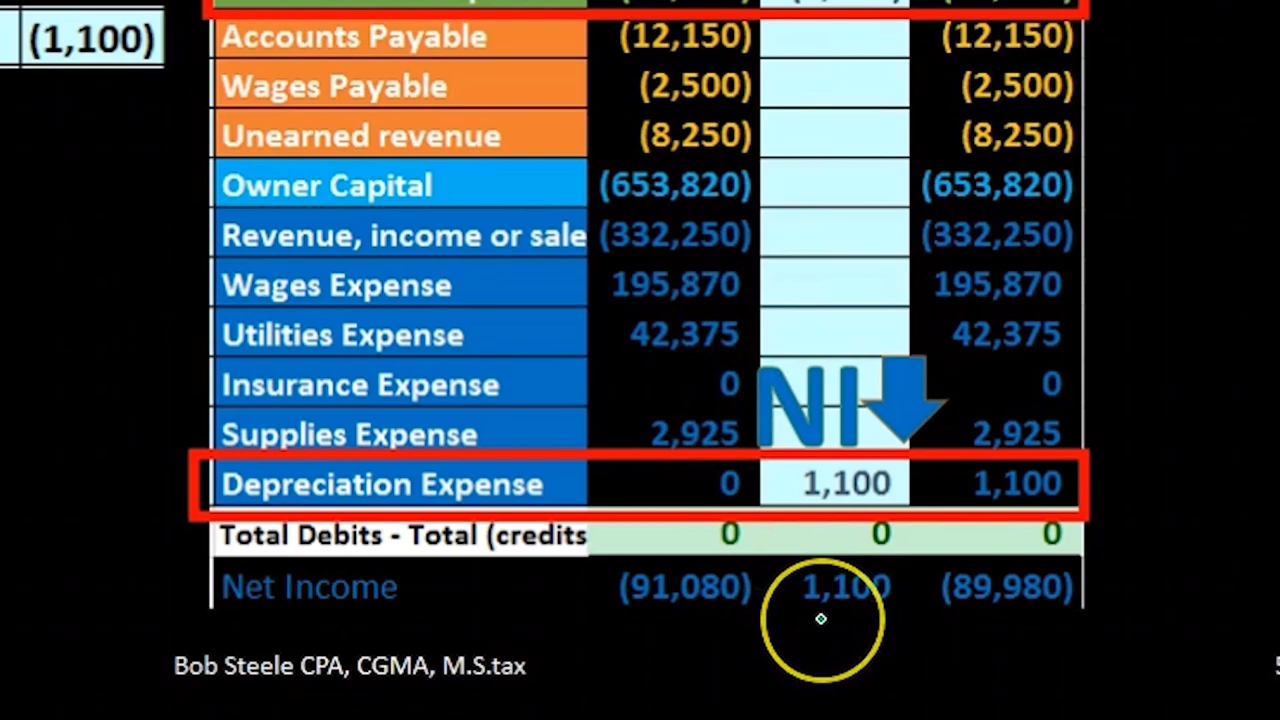 (1,100)
Accounts Payable (12,150) (12,150)
Wages Payable (2,500) (2,500)
Unearned revenue (8,250) (8,250)
Owner Capital (653,820) (653,820)
Revenue, income or sale (332,250) (332,250)
Wages Expense 195,870 195,870
Utilities Expense 42,375 42,375
Insurance Expense 0 0
NI
Supplies Expense 2,925 2,925
Depreciation Expense 0 1,100 1,100
Total Debits - Total (credits 0 0 0
Net Income (91,080) 1,100 (89,980)
Bob Steele CPA, CGMA, M.S.tax